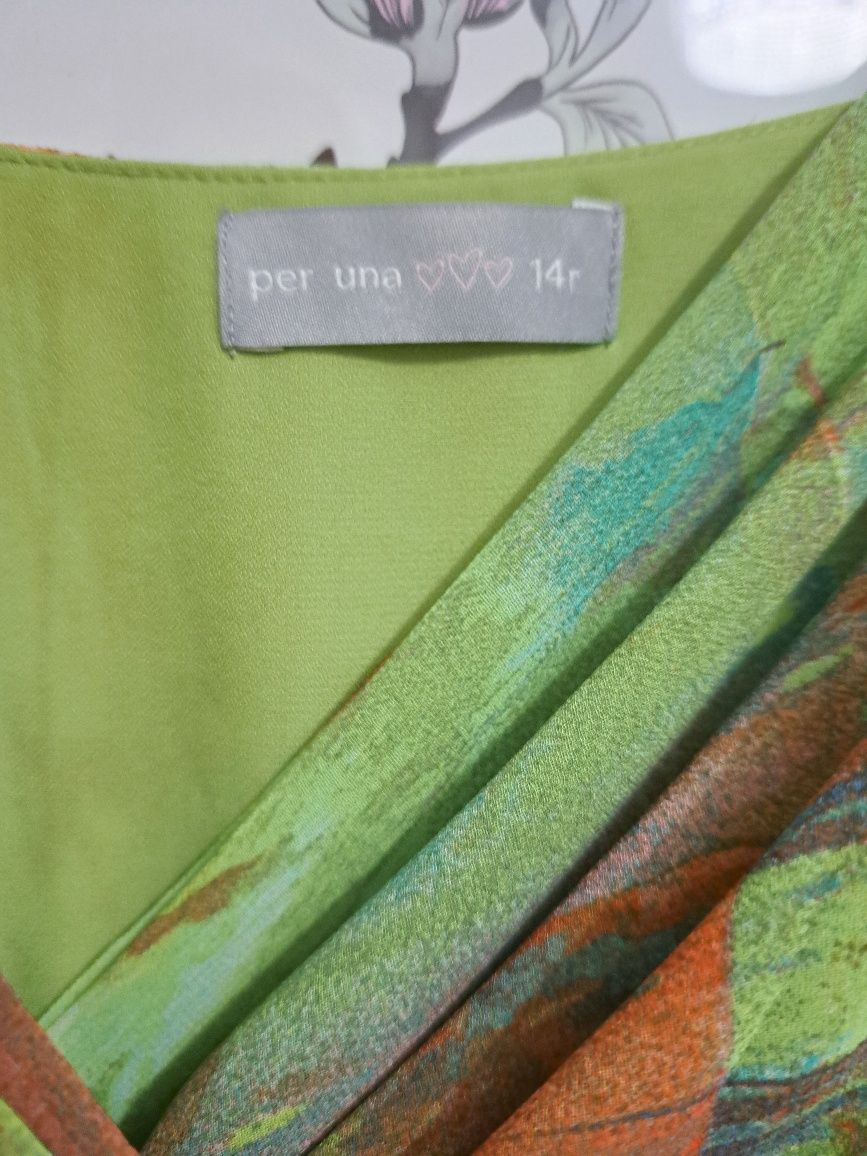 per una ♡♡♡ 14r